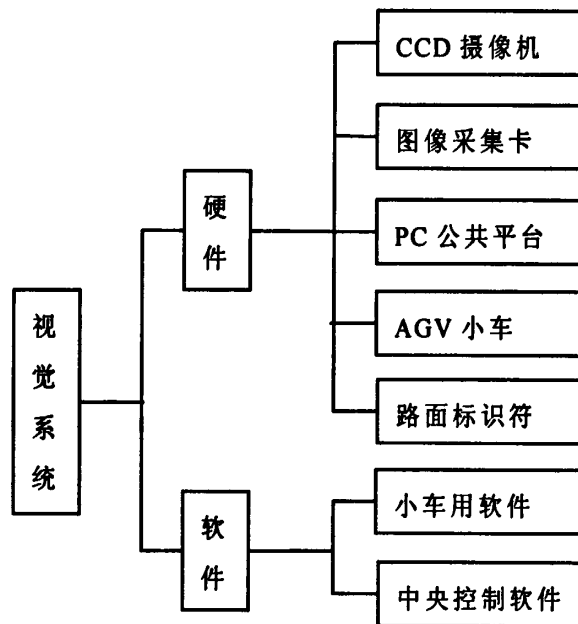 视觉系统
硬件
CCD 摄像机
图像采集卡
PC 公共平台
AGV 小车
路面标识符
软件
小车用软件
中央控制软件